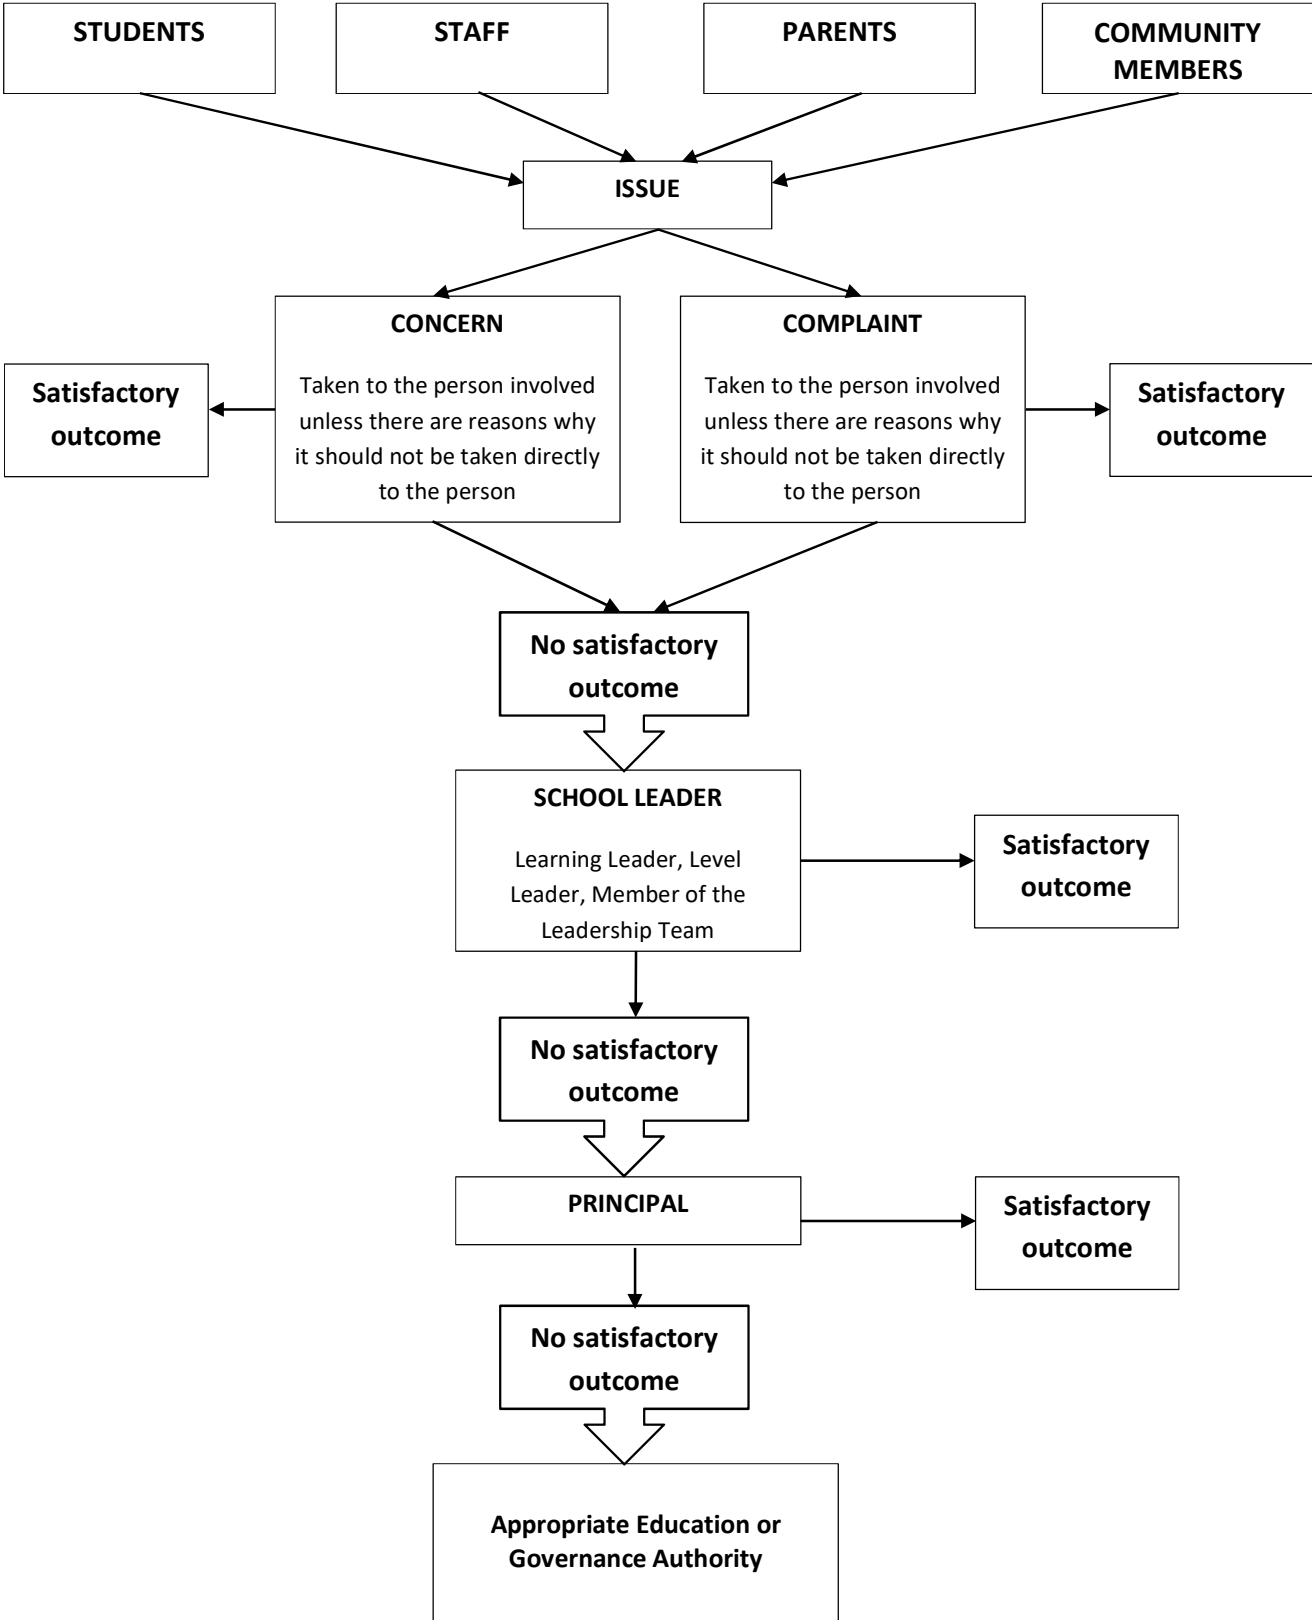 STUDENTS
STAFF
PARENTS
COMMUNITY
MEMBERS
ISSUE
CONCERN
Taken to the person involved
unless there are reasons why
it should not be taken directly
to the person
COMPLAINT
Taken to the person involved
unless there are reasons why
it should not be taken directly
to the person
Satisfactory
outcome
Satisfactory
outcome
No satisfactory
outcome
SCHOOL LEADER
Learning Leader, Level
Leader, Member of the
Leadership Team
Satisfactory
outcome
No satisfactory
outcome
PRINCIPAL
Satisfactory
outcome
No satisfactory
outcome
Appropriate Education or
Governance Authority